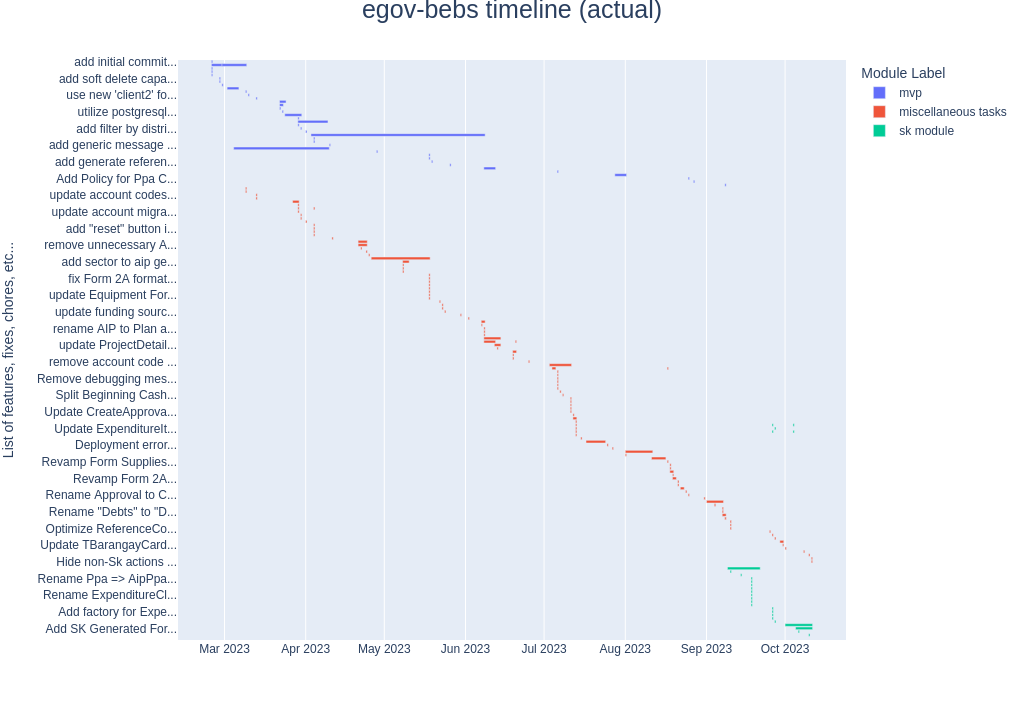 egov-bebs timeline (actual)
Module Label
mvp
miscellaneous tasks
sk module
List of features, fixes, chores, etc...
add initial commit...
add soft delete capa...
use new 'client2' fo...
utilize postgresql...
add filter by distri...
add generic message ...
add generate referen...
Add Policy for Ppa C...
update account codes...
update account migra...
add "reset" button i...
remove unnecessary A...
add sector to aip ge...
fix Form 2A format...
update Equipment For...
update funding sourc...
rename AIP to Plan a...
update ProjectDetail...
remove account code ...
Remove debugging mes...
Split Beginning Cash...
Update CreateApprova...
Update ExpenditureIt...
Deployment error...
Revamp Form Supplies...
Revamp Form 2A...
Rename Approval to C...
Rename "Debts" to "D...
Optimize ReferenceCo...
Update TBarangayCard...
Hide non-Sk actions ...
Rename Ppa => AipPpa...
Rename ExpenditureCl...
Add factory for Expe...
Add SK Generated For...
Mar 2023 Apr 2023 May 2023 Jun 2023 Jul 2023 Aug 2023 Sep 2023 Oct 2023